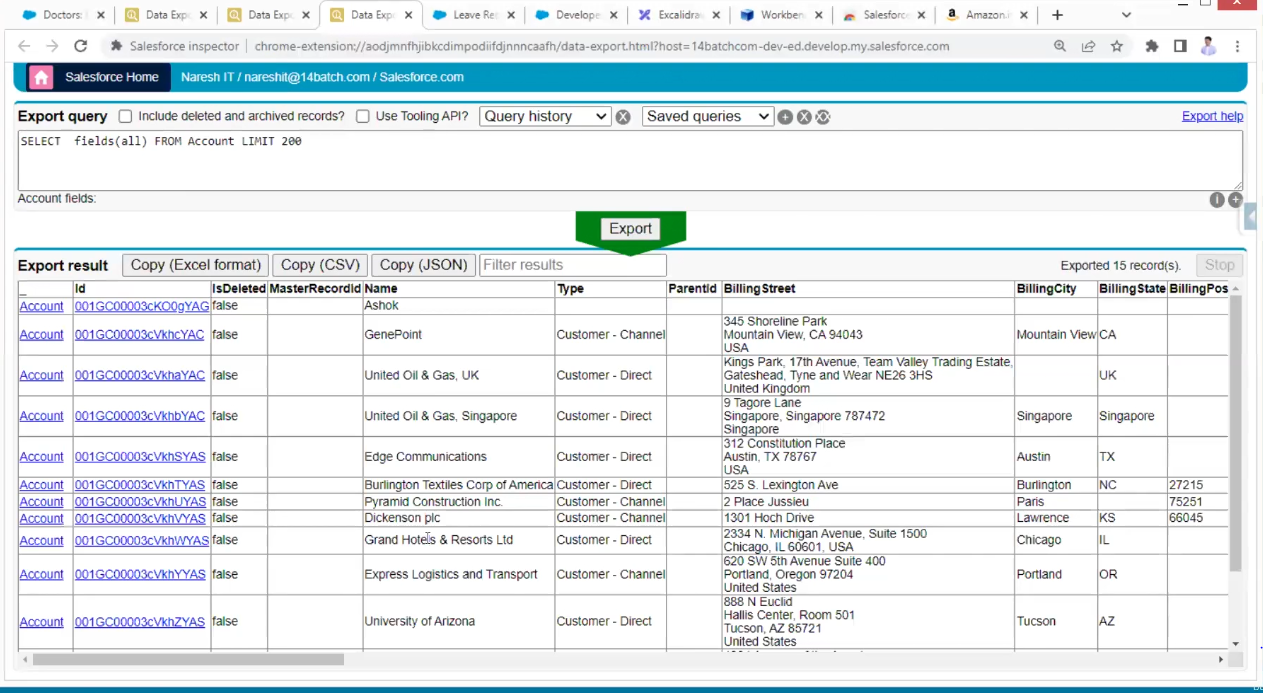 Doctors: Data Expo Data Expo Data Expo Leave Re Develope Excalidra Workben Salesforc Amazon.i
Salesforce inspector chrome-extension://aodjmnfhjibkcdimpodiifdjnnncaafh/data-export.html?host=14batchcom-dev-ed.develop.my.salesforce.com
Salesforce Home Naresh IT / nareshit@14batch.com / Salesforce.com
Export query Include deleted and archived records? Use Tooling API? Query history Saved queries Export help
SELECT fields(all) FROM Account LIMIT 200
Account fields:
Export
Export result Copy (Excel format) Copy (CSV) Copy (JSON) Filter results Exported 15 record(s). Stop
_ Id IsDeleted MasterRecordId Name Type ParentId BillingStreet BillingCity BillingState BillingPos
Account 001GC00003cKO0gYAG false Ashok
Account 001GC00003cVkhcYAC false GenePoint Customer - Channel 345 Shoreline Park
Mountain View, CA 94043
USA Mountain View CA
Account 001GC00003cVkhaYAC false United Oil & Gas, UK Customer - Direct Kings Park, 17th Avenue, Team Valley Trading Estate,
Gateshead, Tyne and Wear NE26 3HS
United Kingdom UK
Account 001GC00003cVkhbYAC false United Oil & Gas, Singapore Customer - Direct 9 Tagore Lane
Singapore, Singapore 787472
Singapore Singapore Singapore
Account 001GC00003cVkhSYAS false Edge Communications Customer - Direct 312 Constitution Place
Austin, TX 78767
USA Austin TX
Account 001GC00003cVkhTYAS false Burlington Textiles Corp of America Customer - Direct 525 S. Lexington Ave Burlington NC 27215
Account 001GC00003cVkhUYAS false Pyramid Construction Inc. Customer - Channel 2 Place Jussieu Paris 75251
Account 001GC00003cVkhVYAS false Dickenson plc Customer - Channel 1301 Hoch Drive Lawrence KS 66045
Account 001GC00003cVkhWYAS false Grand Hotels & Resorts Ltd Customer - Direct 2334 N. Michigan Avenue, Suite 1500
Chicago, IL 60601, USA Chicago IL
Account 001GC00003cVkhYYAS false Express Logistics and Transport Customer - Channel 620 SW 5th Avenue Suite 400
Portland, Oregon 97204
United States Portland OR
Account 001GC00003cVkhZYAS false University of Arizona Customer - Direct 888 N Euclid
Hallis Center, Room 501
Tucson, AZ 85721
United States Tucson AZ